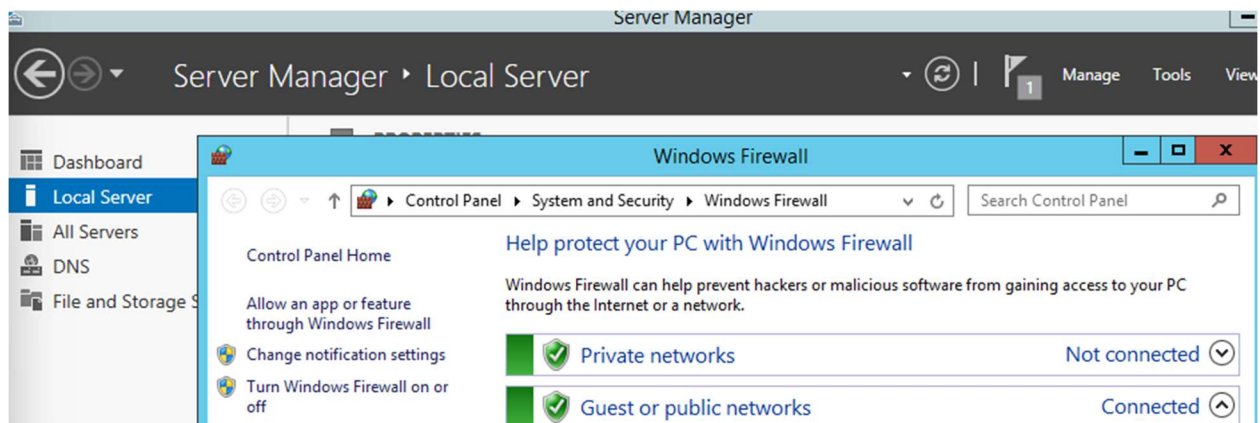 Server Manager
Server Manager ▸ Local Server
1
Manage Tools View
Dashboard
Local Server
All Servers
DNS
File and Storage S
PROPERTIES
Windows Firewall
Control Panel ▸ System and Security ▸ Windows Firewall
Search Control Panel
Control Panel Home
Allow an app or feature
through Windows Firewall
Change notification settings
Turn Windows Firewall on or
off
Help protect your PC with Windows Firewall
Windows Firewall can help prevent hackers or malicious software from gaining access to your PC
through the Internet or a network.
Private networks Not connected
Guest or public networks Connected